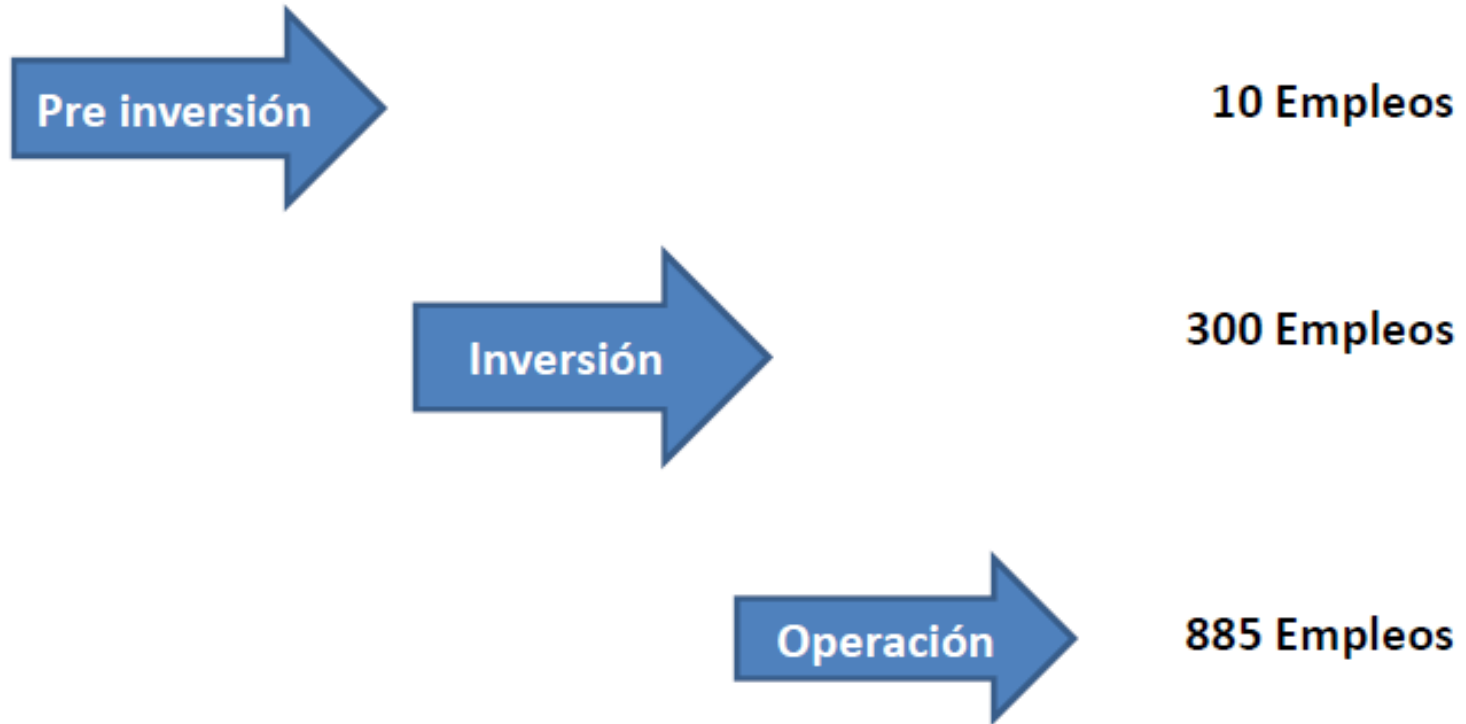 Pre inversión
10 Empleos
Inversión
300 Empleos
Operación
885 Empleos